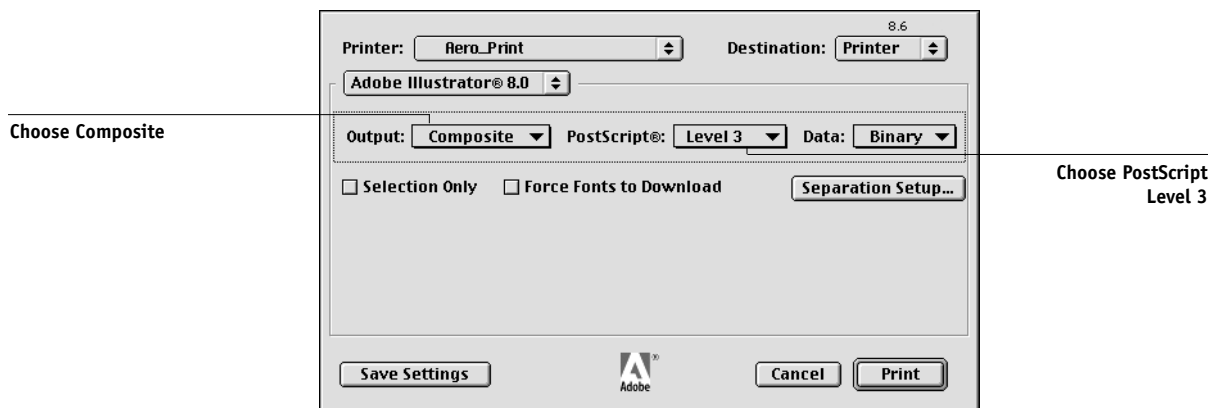 8.6
Printer: Aero_Print Destination: Printer
Adobe Illustrator® 8.0
Choose Composite
Output: Composite PostScript®: Level 3 Data: Binary
Choose PostScript
Level 3
Selection Only Force Fonts to Download Separation Setup...
Save Settings Adobe® Cancel Print